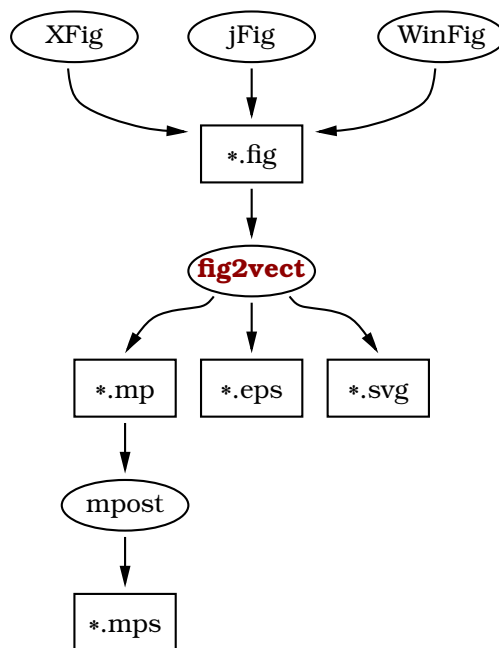 XFig
jFig
WinFig
*.fig
fig2vect
*.mp
*.eps
*.svg
mpost
*.mps